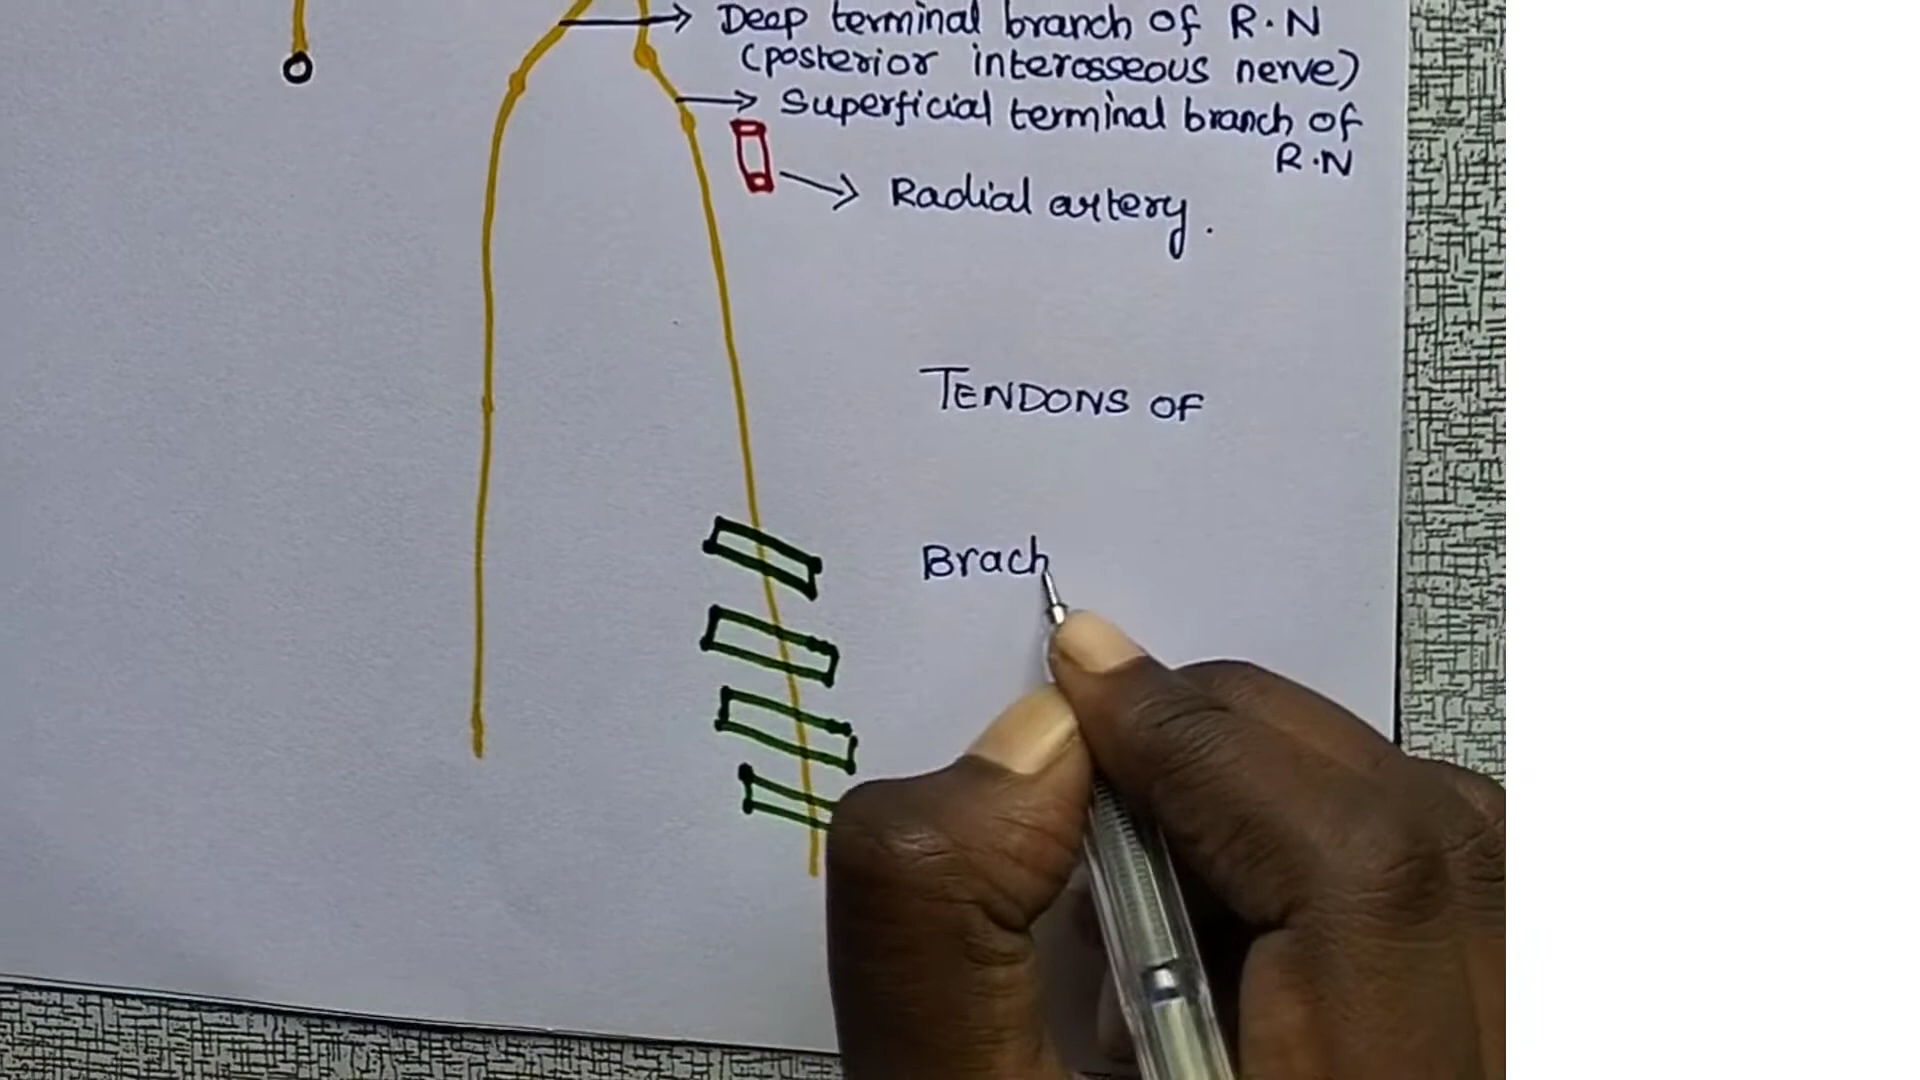 Deep terminal branch of R.N
(posterior interosseous nerve)
Superficial terminal branch of
R.N
Radial artery.
TENDONS OF
Brach